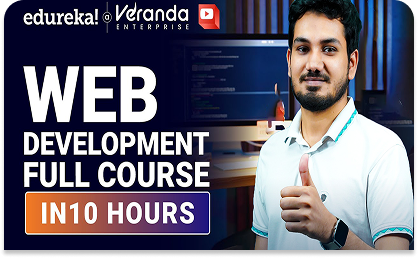 edureka! a Veranda
ENTERPRISE
WEB
DEVELOPMENT
FULL COURSE
IN10 HOURS